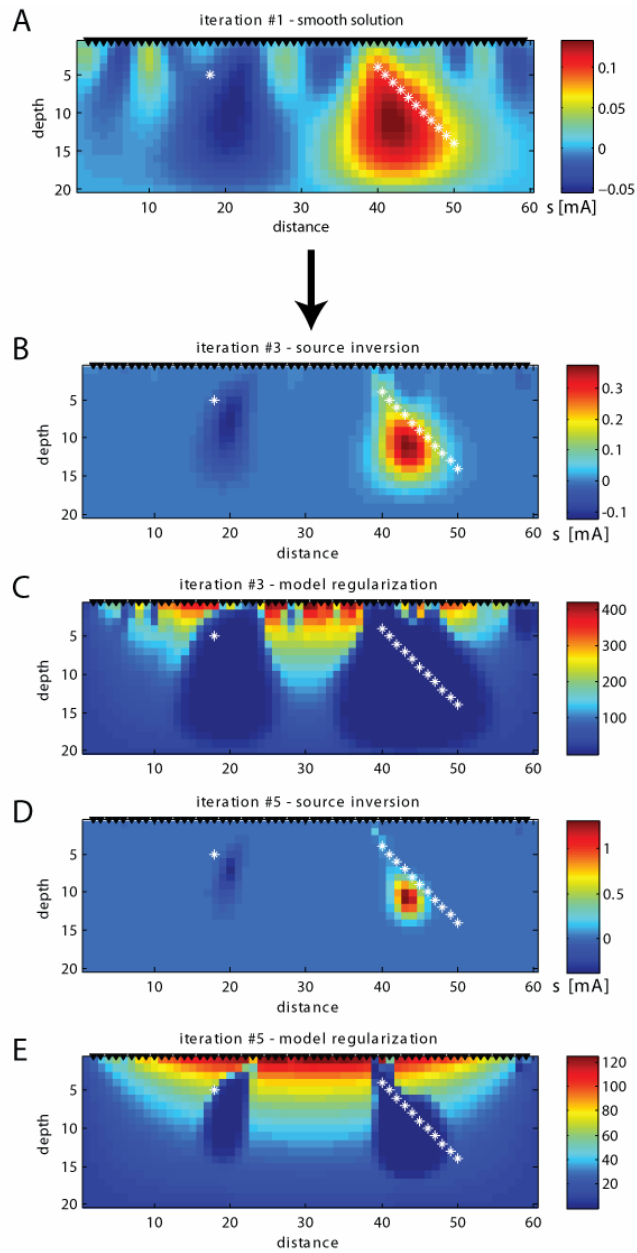 A
iteration #1 - smooth solution
depth
5
10
15
20
10 20 30 40 50 60
distance
0.1
0.05
0
−0.05
s [mA]
B
iteration #3 - source inversion
depth
5
10
15
20
10 20 30 40 50 60
distance
0.3
0.2
0.1
0
-0.1
s [mA]
C
iteration #3 - model regularization
depth
5
10
15
20
10 20 30 40 50 60
400
300
200
100
D
iteration #5 - source inversion
depth
5
10
15
20
10 20 30 40 50 60
distance
1
0
s [mA]
E
iteration #5 - model regularization
depth
5
10
15
20
10 20 30 40 50 60
distance
120
100
80
60
40
20